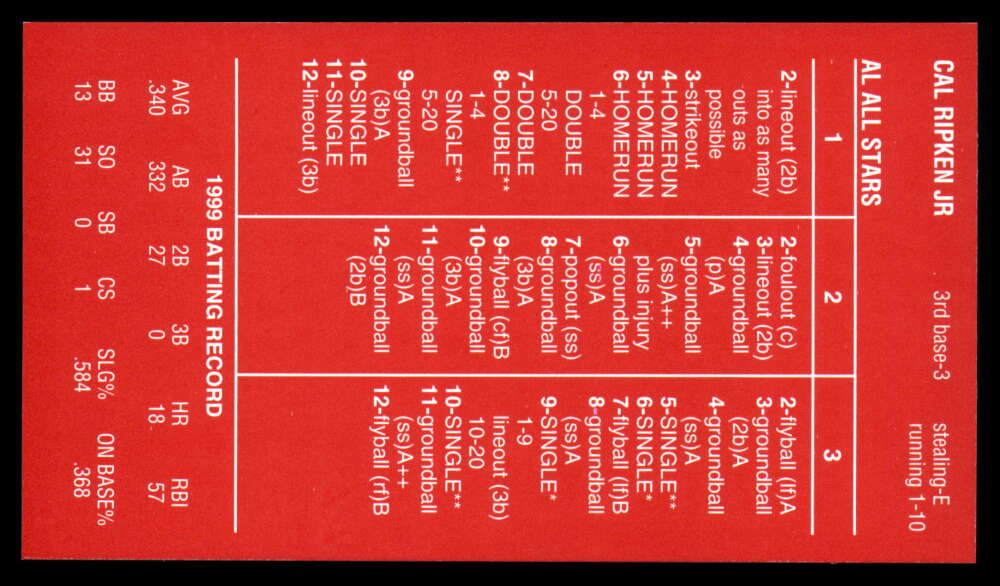 CAL RIPKEN JR 3rd base-3 stealing-E
running 1-10
AL ALL STARS
1 2 3
2-lineout (2b)
into as many
outs as
possible
3-strikeout
4-HOMERUN
5-HOMERUN
6-HOMERUN
1-4
DOUBLE
5-20
7-DOUBLE
8-DOUBLE**
1-4
SINGLE**
5-20
9-groundball
(3b)A
10-SINGLE
11-SINGLE
12-lineout (3b)
2-foulout (c)
3-lineout (2b)
4-groundball
(p)A
5-groundball
(ss)A++
plus injury
6-groundball
(ss)A
7-popout (ss)
8-groundball
(3b)A
9-flyball (cf)B
10-groundball
(3b)A
11-groundball
(ss)A
12-groundball
(2b)B
2-flyball (lf)A
3-groundball
(2b)A
4-groundball
(ss)A
5-SINGLE**
6-SINGLE*
7-flyball (lf)B
8-groundball
(ss)A
9-SINGLE*
1-9
lineout (3b)
10-20
10-SINGLE**
11-groundball
(ss)A++
12-flyball (rf)B
1999 BATTING RECORD
AVG AB 2B 3B HR RBI
.340 332 27 0 18 57
BB SO SB CS SLG% ON BASE%
13 31 0 1 .584 .368